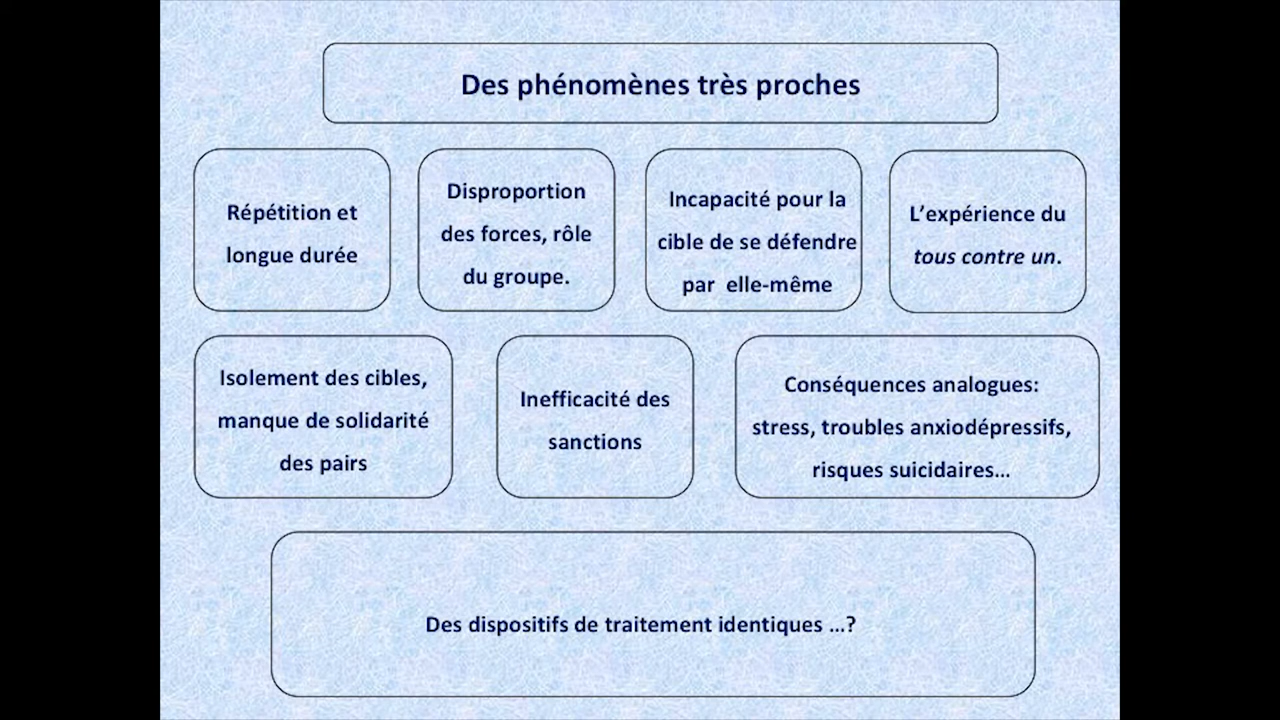 Des phénomènes très proches
Répétition et
longue durée
Disproportion
des forces, rôle
du groupe.
Incapacité pour la
cible de se défendre
par elle-même
L'expérience du
tous contre un.
Isolement des cibles,
manque de solidarité
des pairs
Inefficacité des
sanctions
Conséquences analogues:
stress, troubles anxiodépressifs,
risques suicidaires...
Des dispositifs de traitement identiques ...?